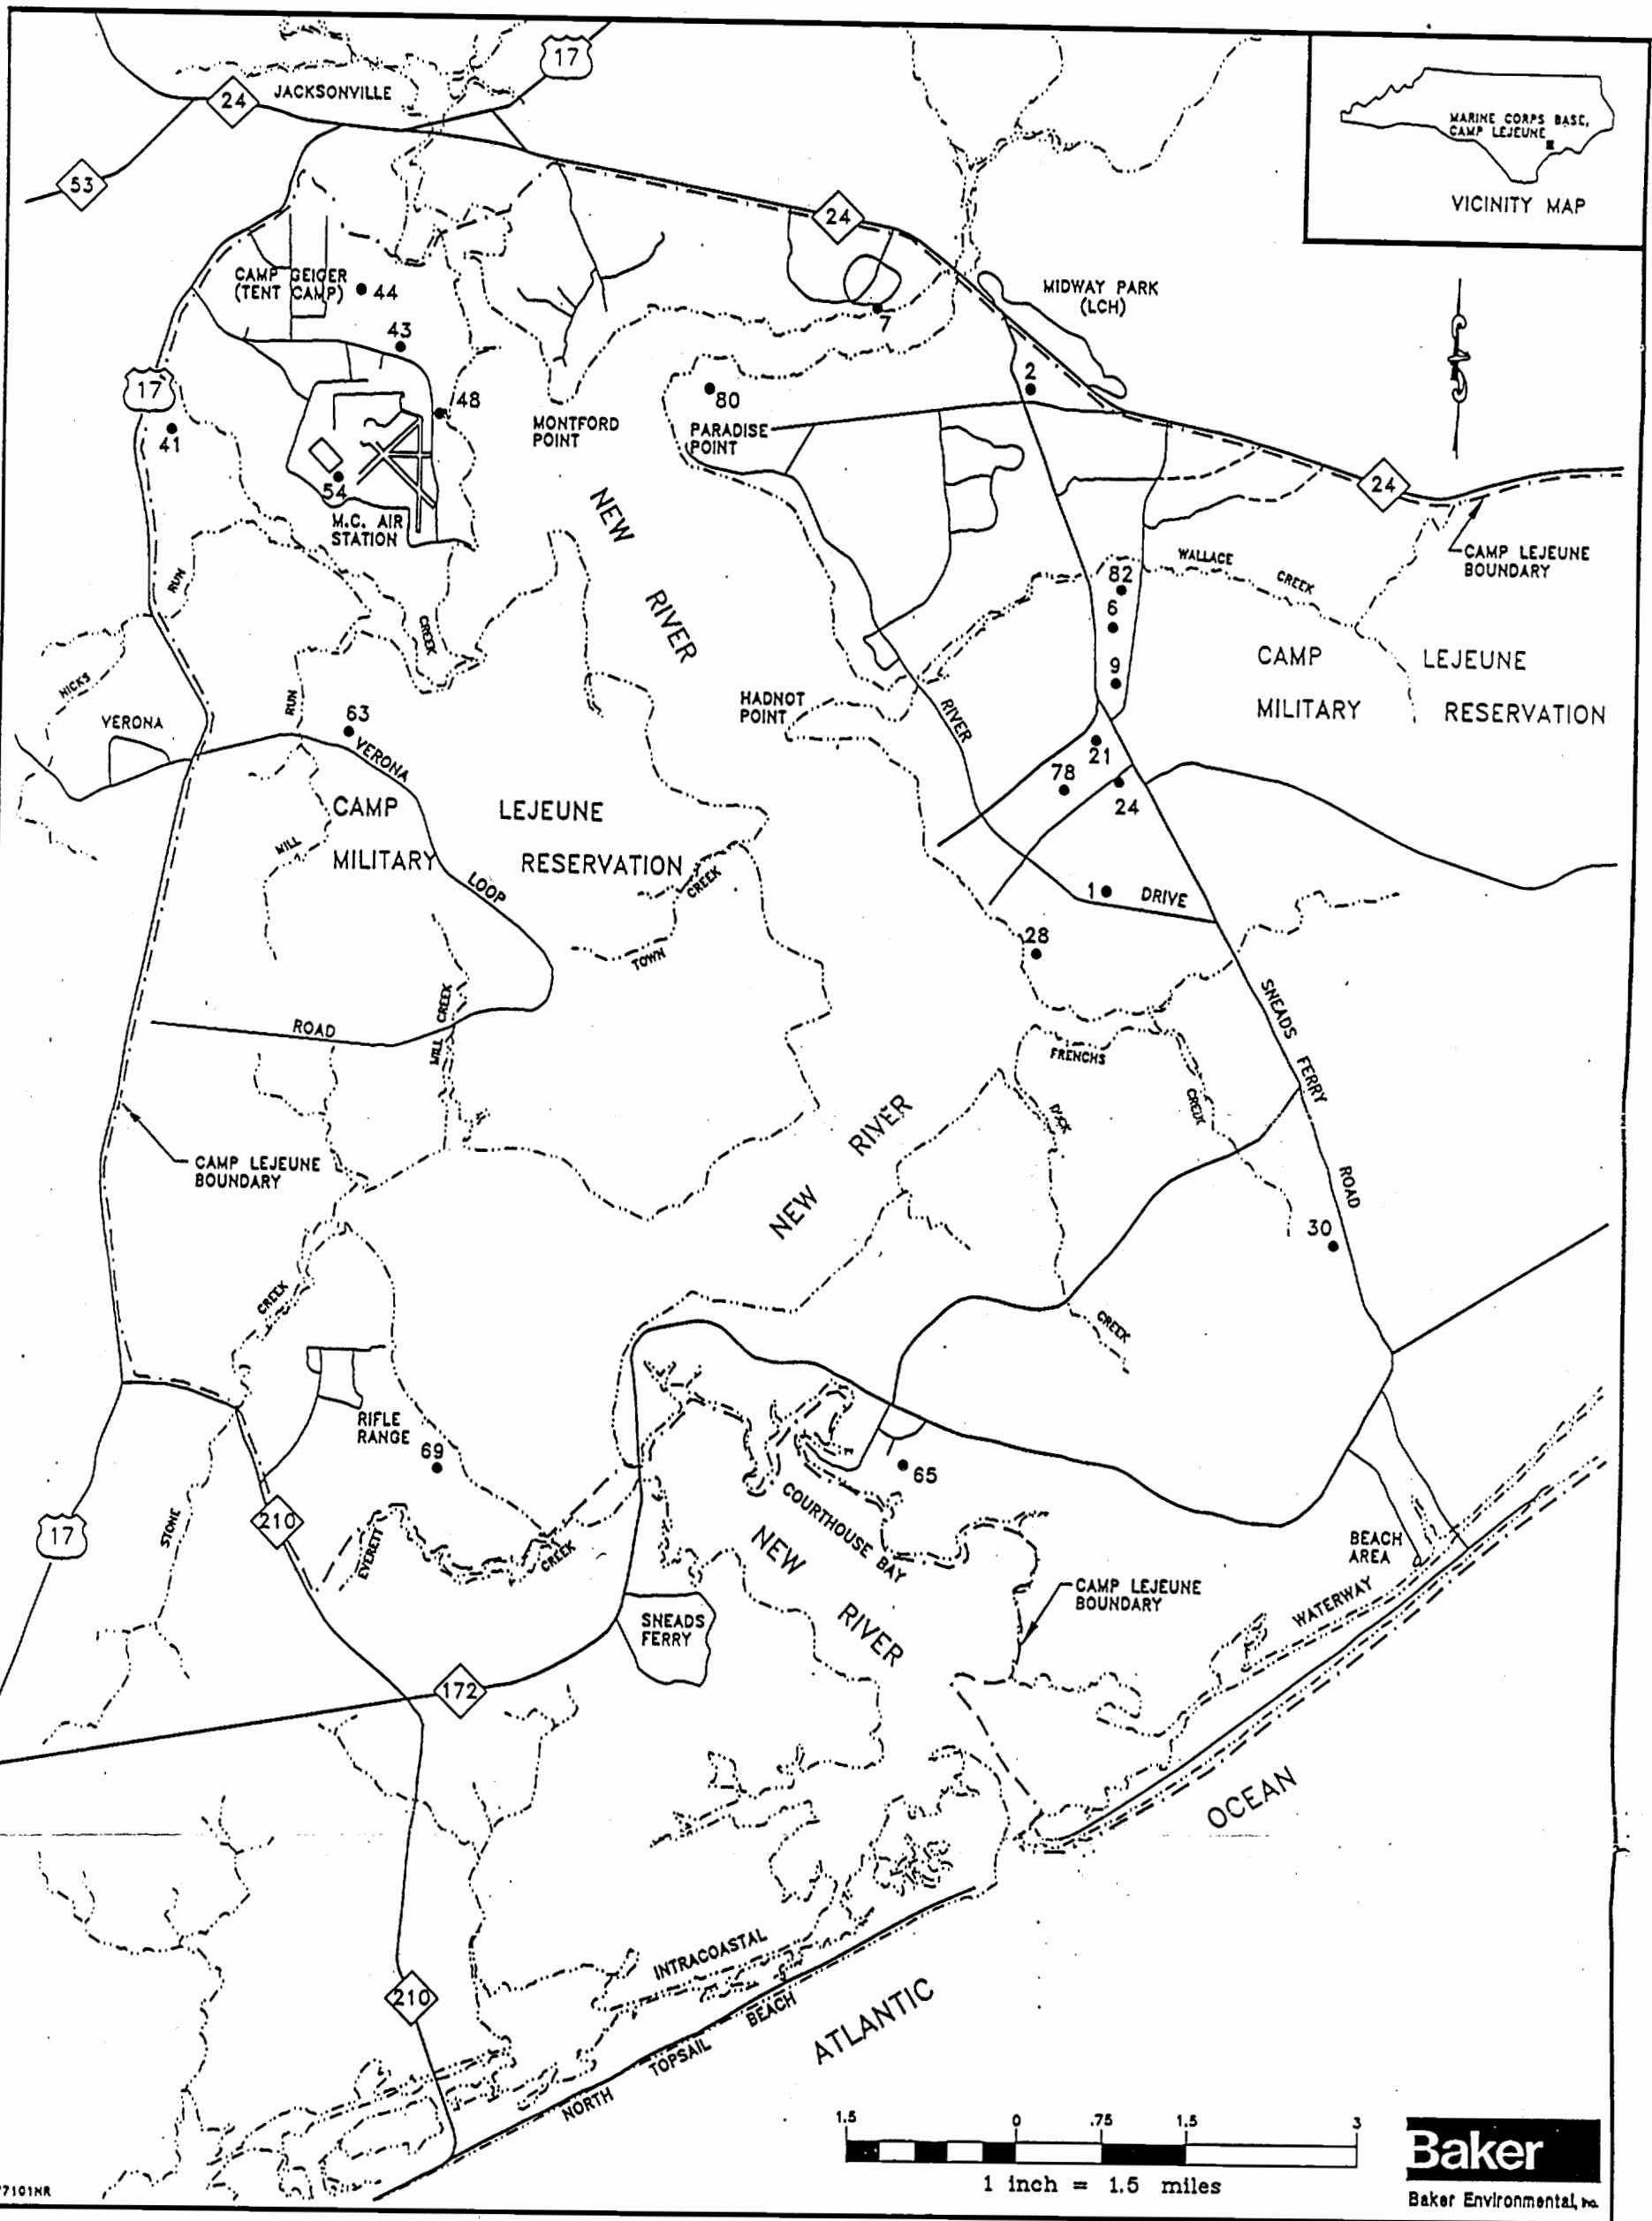 17
24
JACKSONVILLE
53
MARINE CORPS BASE,
CAMP LEJEUNE
VICINITY MAP
24
CAMP GEIGER
(TENT CAMP)
44
MIDWAY PARK
(LCH)
7
43
17
2
48
80
41
MONTFORD
POINT
PARADISE
POINT
54
24
M.C. AIR
STATION
NEW
RIVER
CAMP LEJEUNE
BOUNDARY
WALLACE
CREEK
82
6
RUN
CREEK
9
CAMP LEJEUNE
MILITARY RESERVATION
HICKS
RUN
HADNOT
POINT
RIVER
VERONA
63
VERONA
21
78
24
CAMP LEJEUNE
MILITARY RESERVATION
MILL
LOOP
CREEK
TOWN
1
DRIVE
28
SNEADS
FERRY
ROAD
CREEK
MILL
FRENCHS
CREEK
DUCK
NEW
RIVER
CAMP LEJEUNE
BOUNDARY
ROAD
30
CREEK
CREEK
RIFLE
RANGE
69
65
COURTHOUSE BAY
STONE
210
17
EVERETT
CREEK
NEW
RIVER
BEACH
AREA
CAMP LEJEUNE
BOUNDARY
WATERWAY
SNEADS
FERRY
172
OCEAN
INTRACOASTAL
210
NORTH TOPSAIL BEACH
ATLANTIC
1.5 0 .75 1.5 3
1 inch = 1.5 miles
Baker
Baker Environmental, Inc.
7101NR